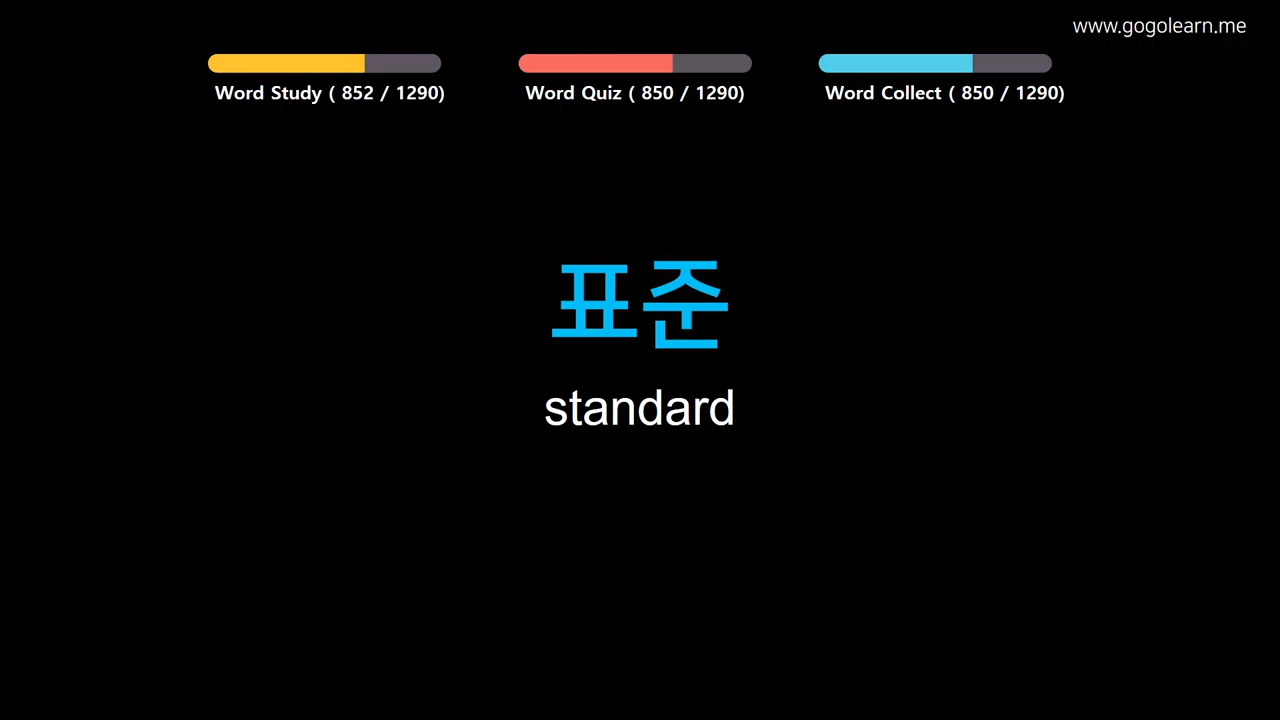 www.gogolearn.me
Word Study ( 852 / 1290)
Word Quiz ( 850 / 1290)
Word Collect ( 850 / 1290)
표준
standard